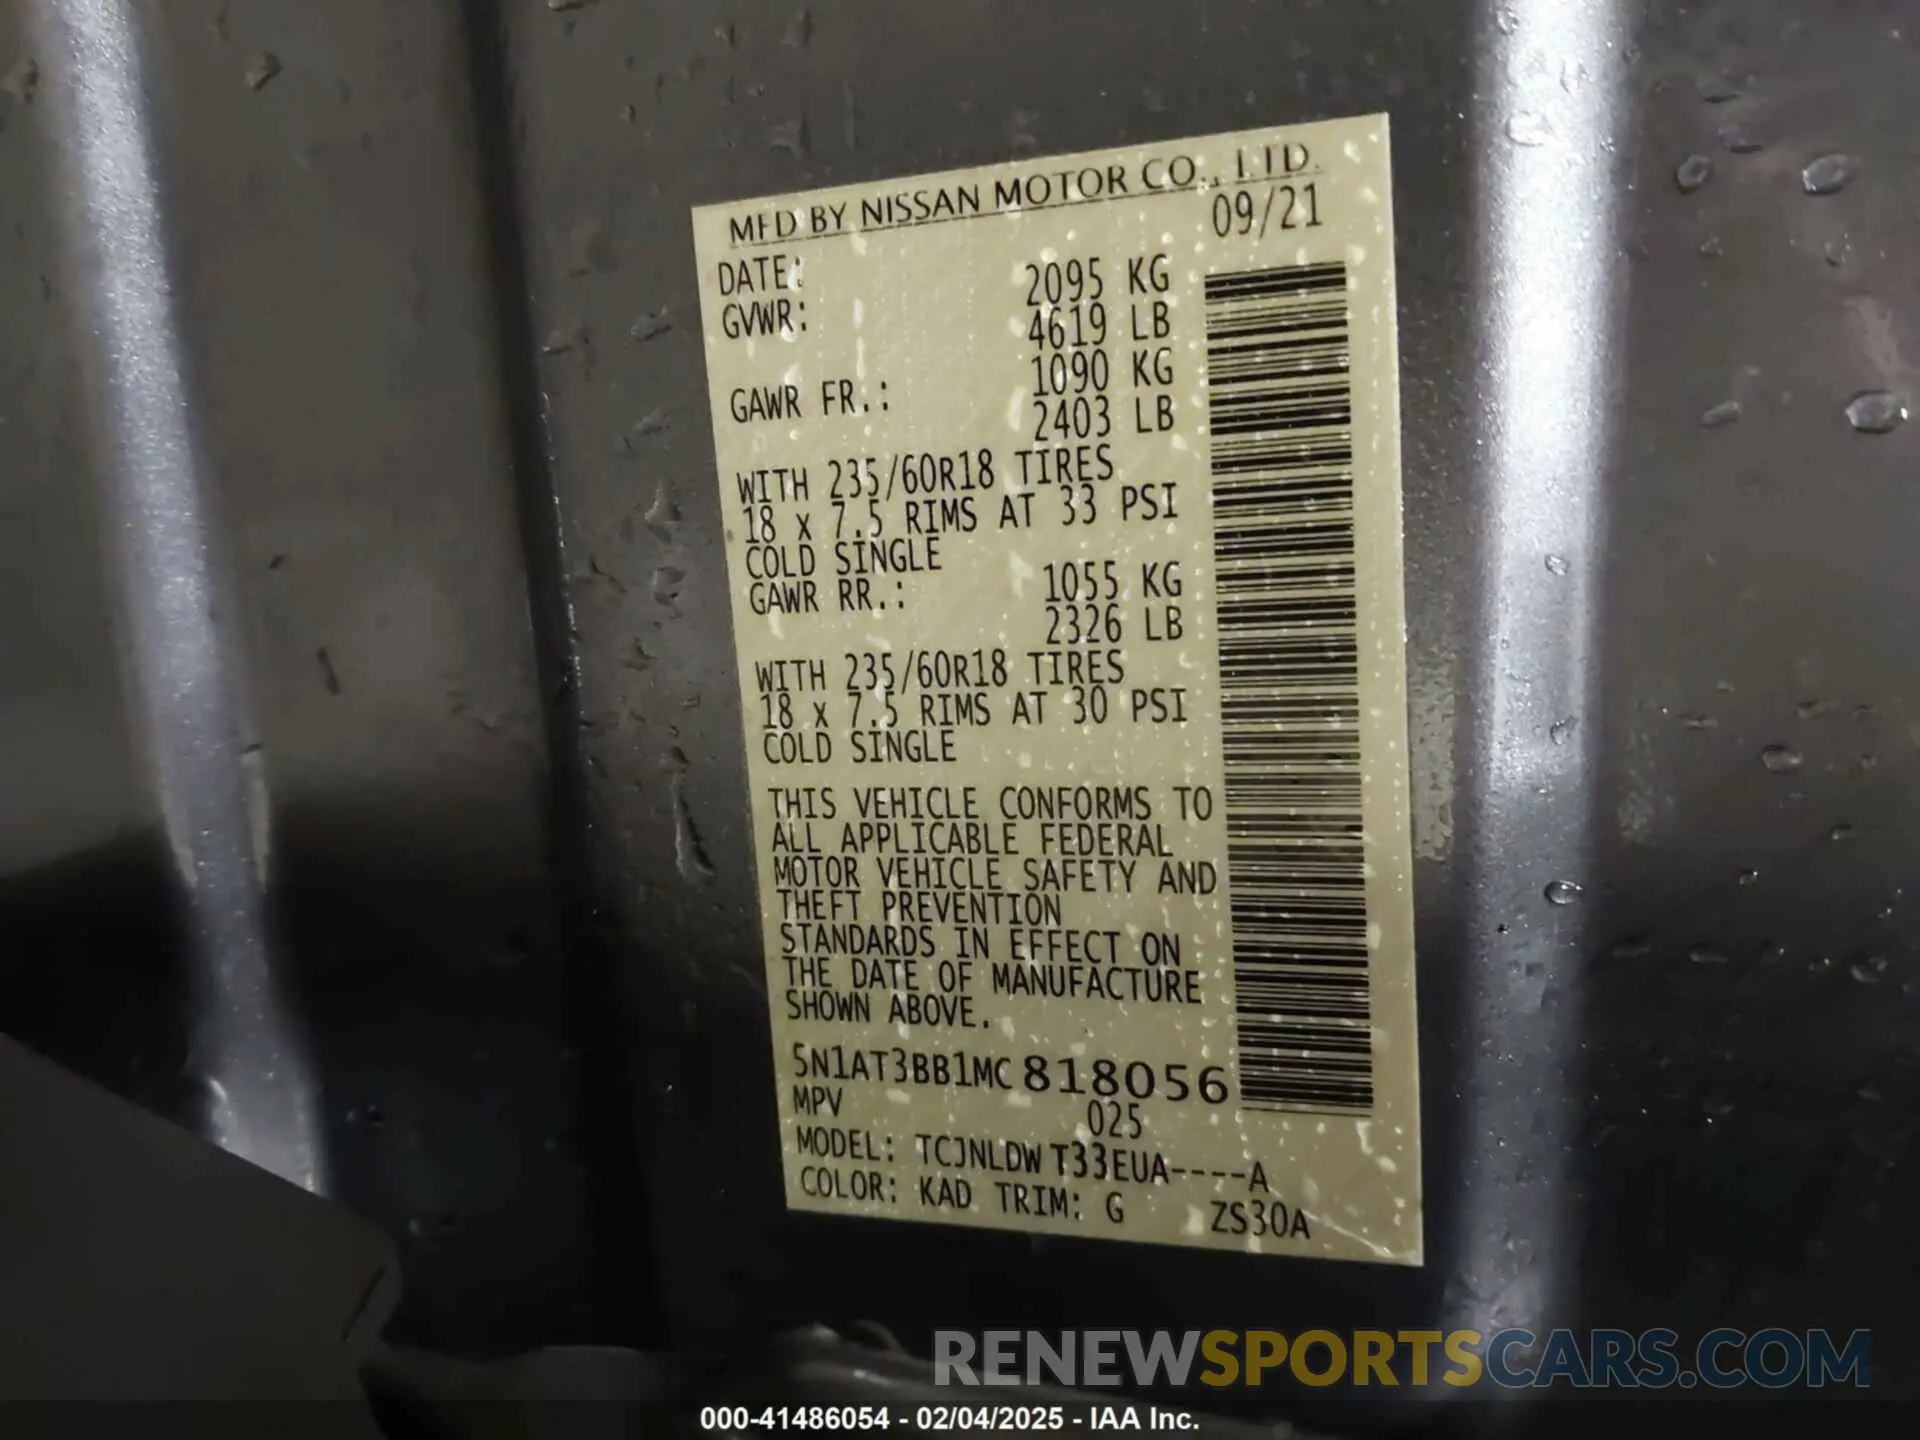 MFD BY NISSAN MOTOR CO., LTD.
DATE: 09/21
GVWR: 2095 KG
4619 LB
GAWR FR.: 1090 KG
2403 LB
WITH 235/60R18 TIRES
18 x 7.5 RIMS AT 33 PSI
COLD SINGLE
GAWR RR.: 1055 KG
2326 LB
WITH 235/60R18 TIRES
18 x 7.5 RIMS AT 30 PSI
COLD SINGLE
THIS VEHICLE CONFORMS TO
ALL APPLICABLE FEDERAL
MOTOR VEHICLE SAFETY AND
THEFT PREVENTION
STANDARDS IN EFFECT ON
THE DATE OF MANUFACTURE
SHOWN ABOVE.
5N1AT3BB1MC818056
MPV 025
MODEL: TCJNLDW T33EUA----A
COLOR: KAD TRIM: G ZS30A
RENEWSPORTSCARS.COM
000-41486054 - 02/04/2025 - IAA Inc.